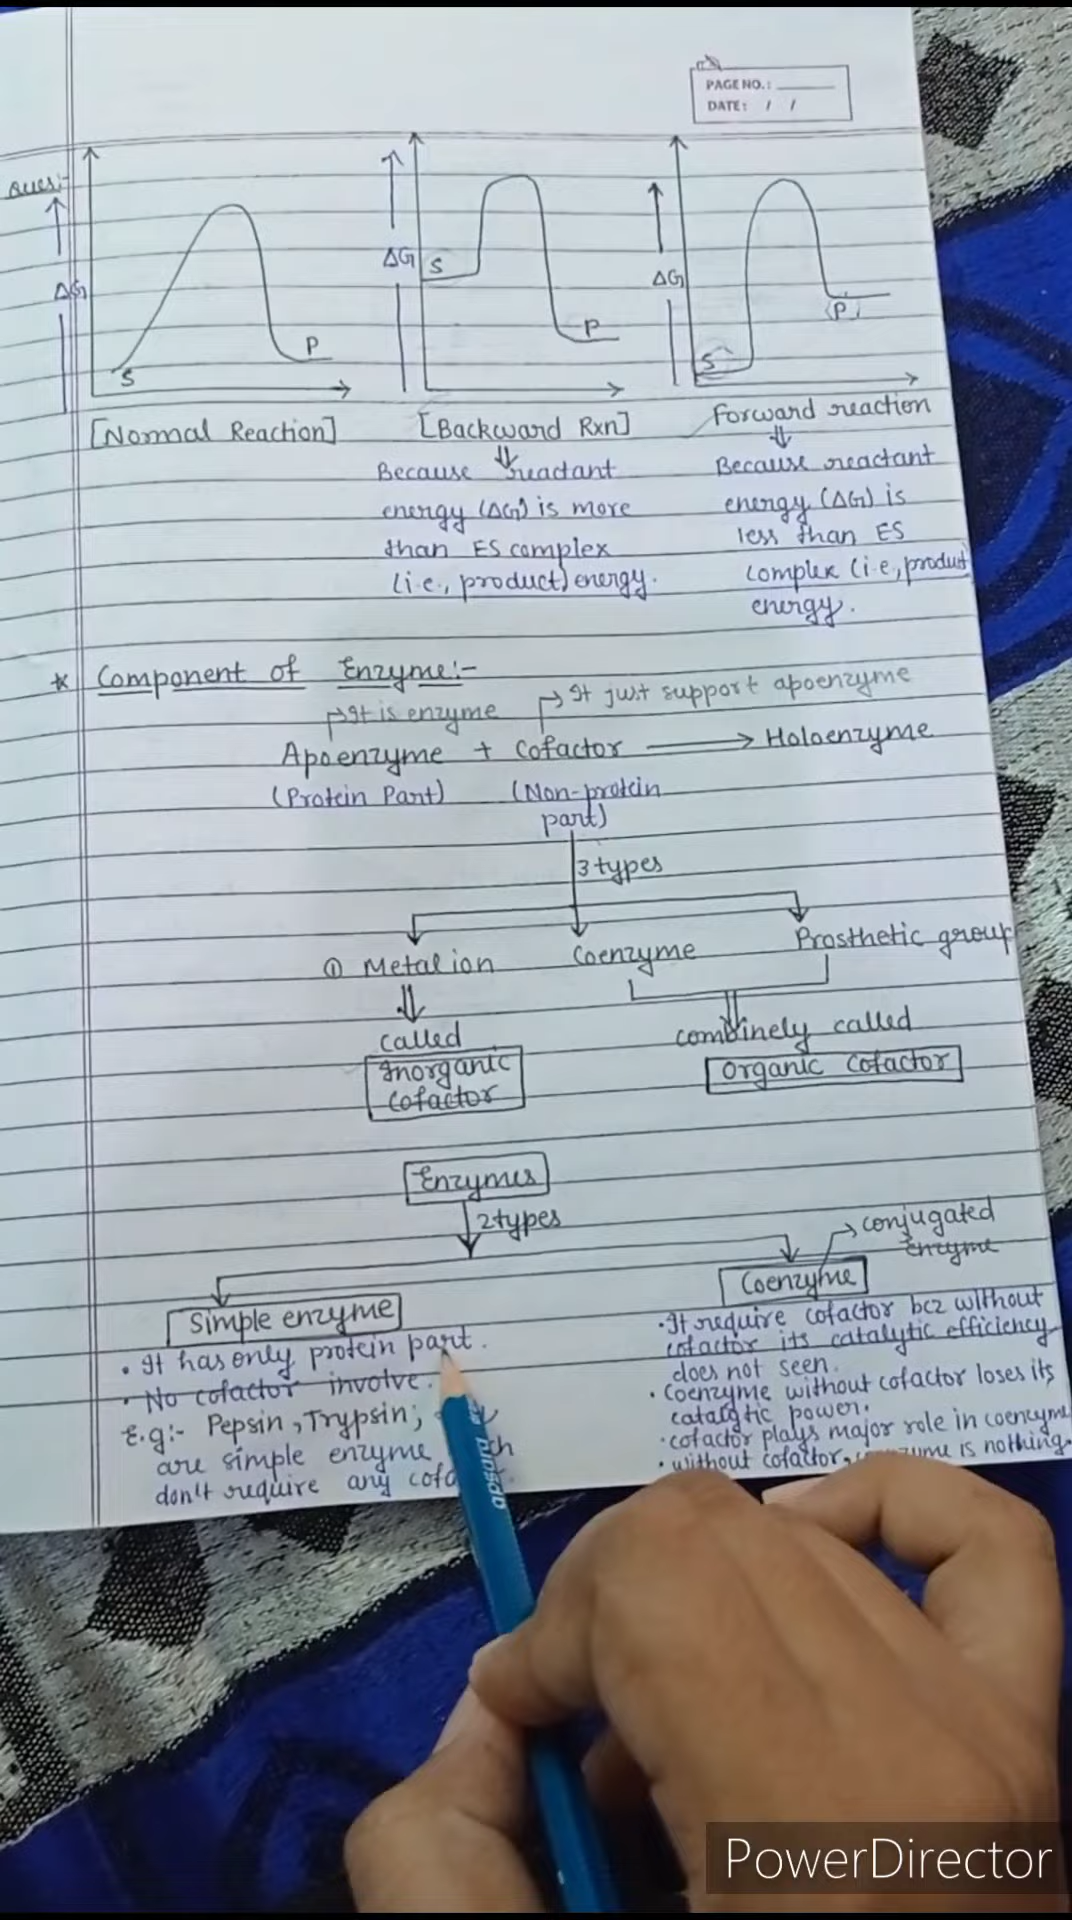 PAGE NO.:
DATE: / /
Ques:-
ΔG
S
P
[Normal Reaction]
ΔG
S
P
[Backward Rxn]
Because reactant
energy (ΔG) is more
than ES complex
(i.e., product) energy.
ΔG
S
P
Forward reaction
Because reactant
energy (ΔG) is
less than ES
complex (i.e., product
energy.
* Component of Enzyme:-
It is enzyme
It just support apoenzyme
Apoenzyme + Cofactor → Holoenzyme
(Protein Part) (Non-protein
part)
3 types
① Metal ion Coenzyme Prosthetic group
called
Inorganic
Cofactor
combinely called
Organic Cofactor
Enzymes
2 types
conjugated
Enzyme
Simple enzyme
• It has only protein part.
• No cofactor involve.
E.g:- Pepsin, Trypsin,
are simple enzyme
don't require any
Coenzyme
• It require cofactor bcz without
cofactor its catalytic efficiency
does not seen.
• Coenzyme without cofactor loses its
catalytic power.
• cofactor plays major role in coenzyme
• without cofactor, is nothing.
apsara
PowerDirector